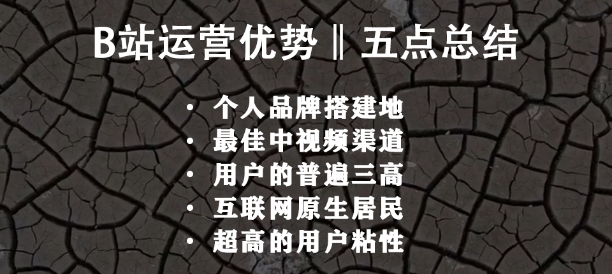 B站运营优势‖五点总结
· 个人品牌搭建地
· 最佳中视频渠道
· 用户的普遍三高
· 互联网原生居民
· 超高的用户粘性